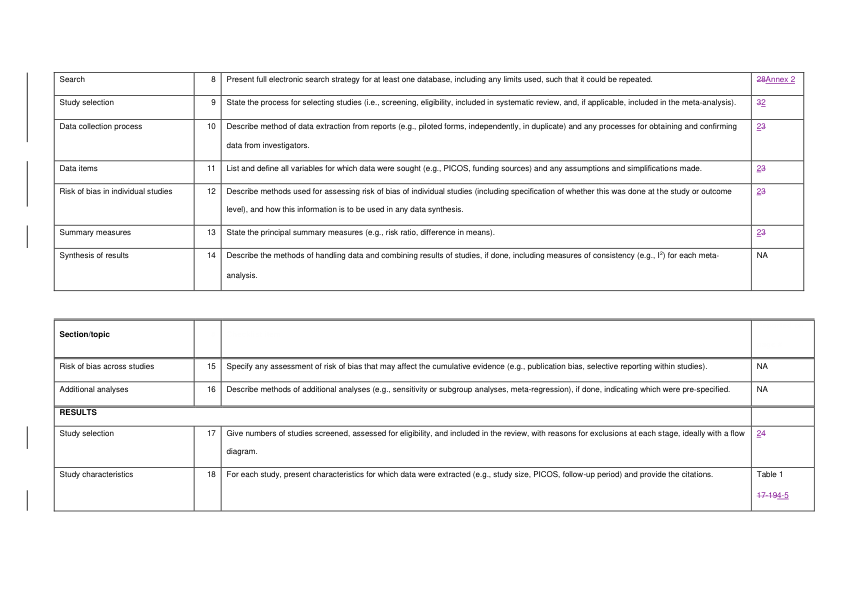 Search 8 Present full electronic search strategy for at least one database, including any limits used, such that it could be repeated. 28Annex 2
Study selection 9 State the process for selecting studies (i.e., screening, eligibility, included in systematic review, and, if applicable, included in the meta-analysis). 32
Data collection process 10 Describe method of data extraction from reports (e.g., piloted forms, independently, in duplicate) and any processes for obtaining and confirming 23
data from investigators.
Data items 11 List and define all variables for which data were sought (e.g., PICOS, funding sources) and any assumptions and simplifications made. 23
Risk of bias in individual studies 12 Describe methods used for assessing risk of bias of individual studies (including specification of whether this was done at the study or outcome 23
level), and how this information is to be used in any data synthesis.
Summary measures 13 State the principal summary measures (e.g., risk ratio, difference in means). 23
Synthesis of results 14 Describe the methods of handling data and combining results of studies, if done, including measures of consistency (e.g., I²) for each meta- NA
analysis.
Section/topic
Risk of bias across studies 15 Specify any assessment of risk of bias that may affect the cumulative evidence (e.g., publication bias, selective reporting within studies). NA
Additional analyses 16 Describe methods of additional analyses (e.g., sensitivity or subgroup analyses, meta-regression), if done, indicating which were pre-specified. NA
RESULTS
Study selection 17 Give numbers of studies screened, assessed for eligibility, and included in the review, with reasons for exclusions at each stage, ideally with a flow 24
diagram.
Study characteristics 18 For each study, present characteristics for which data were extracted (e.g., study size, PICOS, follow-up period) and provide the citations. Table 1
17-194-5